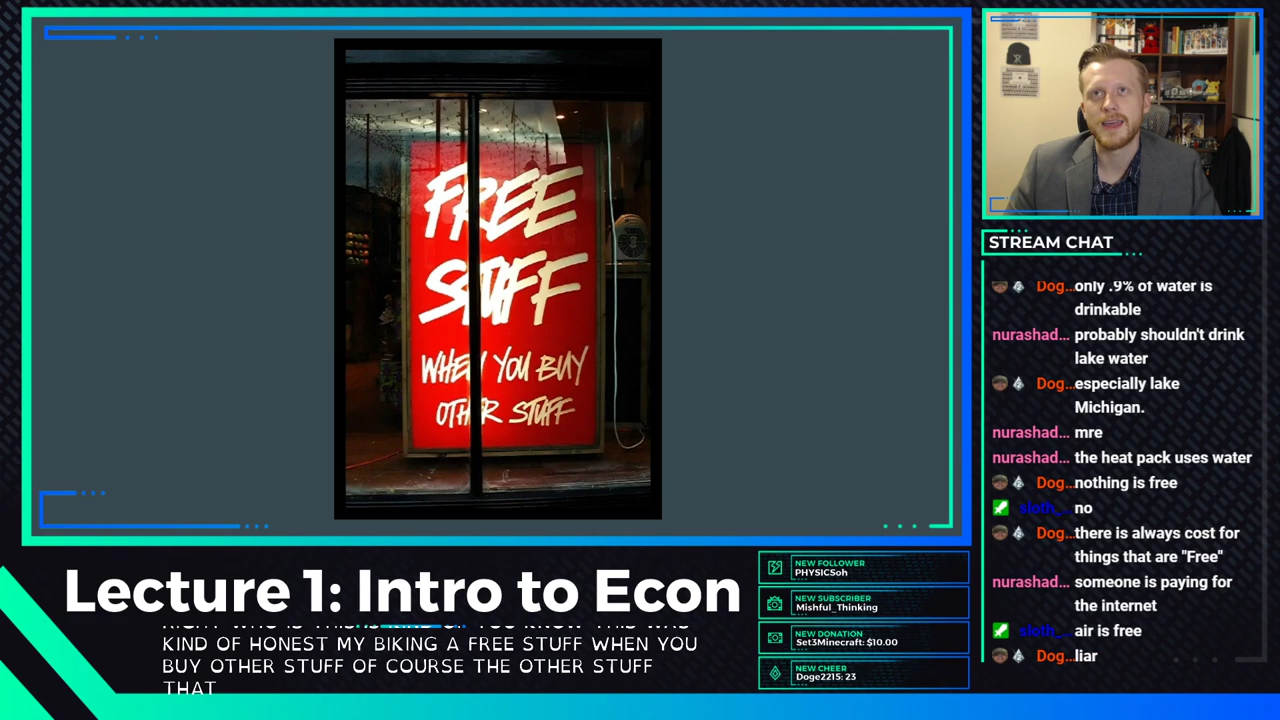 FREE
STUFF
WHEN YOU BUY
OTHER STUFF
STREAM CHAT
Dog...only .9% of water is
drinkable
nurashad... probably shouldn't drink
lake water
Dog...especially lake
Michigan.
nurashad... mre
nurashad... the heat pack uses water
Dog...nothing is free
sloth_... no
Dog...there is always cost for
things that are "Free"
nurashad... someone is paying for
the internet
sloth_... air is free
Dog...liar
Lecture 1: Intro to Econ
KIND OF HONEST MY BIKING A FREE STUFF WHEN YOU
BUY OTHER STUFF OF COURSE THE OTHER STUFF
THAT
NEW FOLLOWER
PHYSICSoh
NEW SUBSCRIBER
Mishful_Thinking
NEW DONATION
Set3Minecraft: $10.00
NEW CHEER
Doge2215: 23